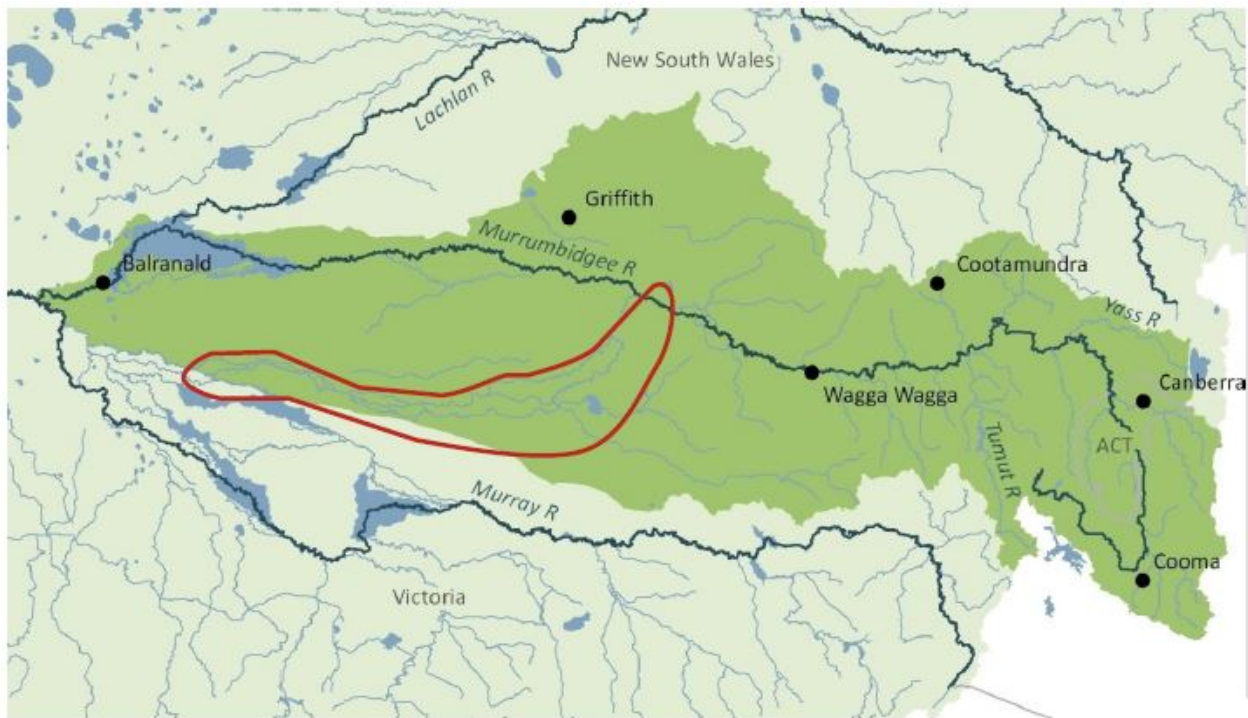 New South Wales
Lachlan R
Griffith
Murrumbidgee R
Balranald
Cootamundra
Yass R
Canberra
Wagga Wagga
ACT
Tumut R
Murray R
Cooma
Victoria